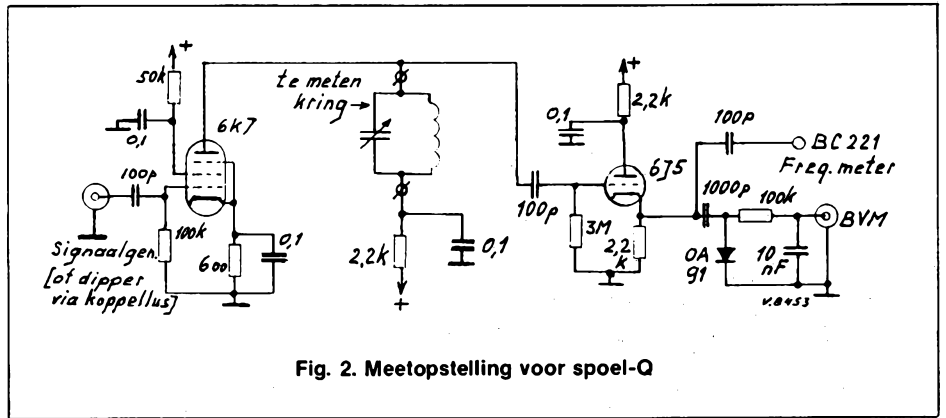 +
50k
0,1
6k7
100p
100k
600
0,1
Signaalgen.
[of dipper
via koppellus]
te meten
kring
2,2k
0,1
+
+
2,2k
0,1
6J5
100p
3M
2,2
k
100p
BC221
Freq.meter
1000p
100k
BVM
OA
91
10
nF
v.8453
Fig. 2. Meetopstelling voor spoel-Q